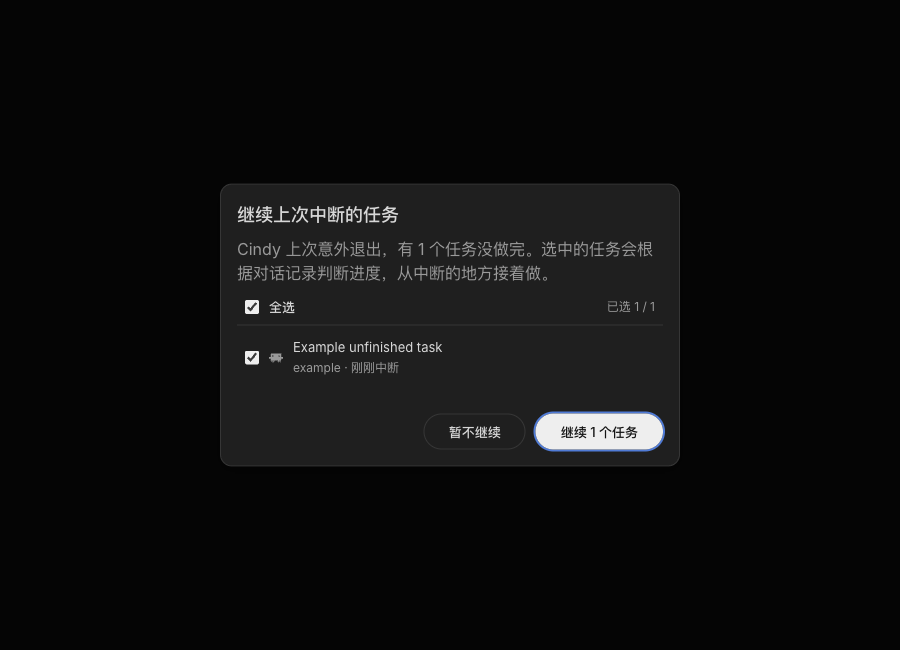 继续上次中断的任务
Cindy 上次意外退出，有 1 个任务没做完。选中的任务会根
据对话记录判断进度，从中断的地方接着做。
全选
已选 1 / 1
Example unfinished task
example · 刚刚中断
暂不继续
继续 1 个任务